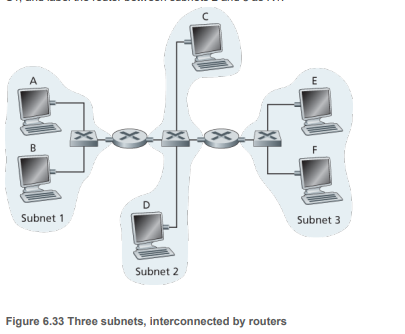 C
A
E
B
F
D
Subnet 1
Subnet 3
Subnet 2
Figure 6.33 Three subnets, interconnected by routers